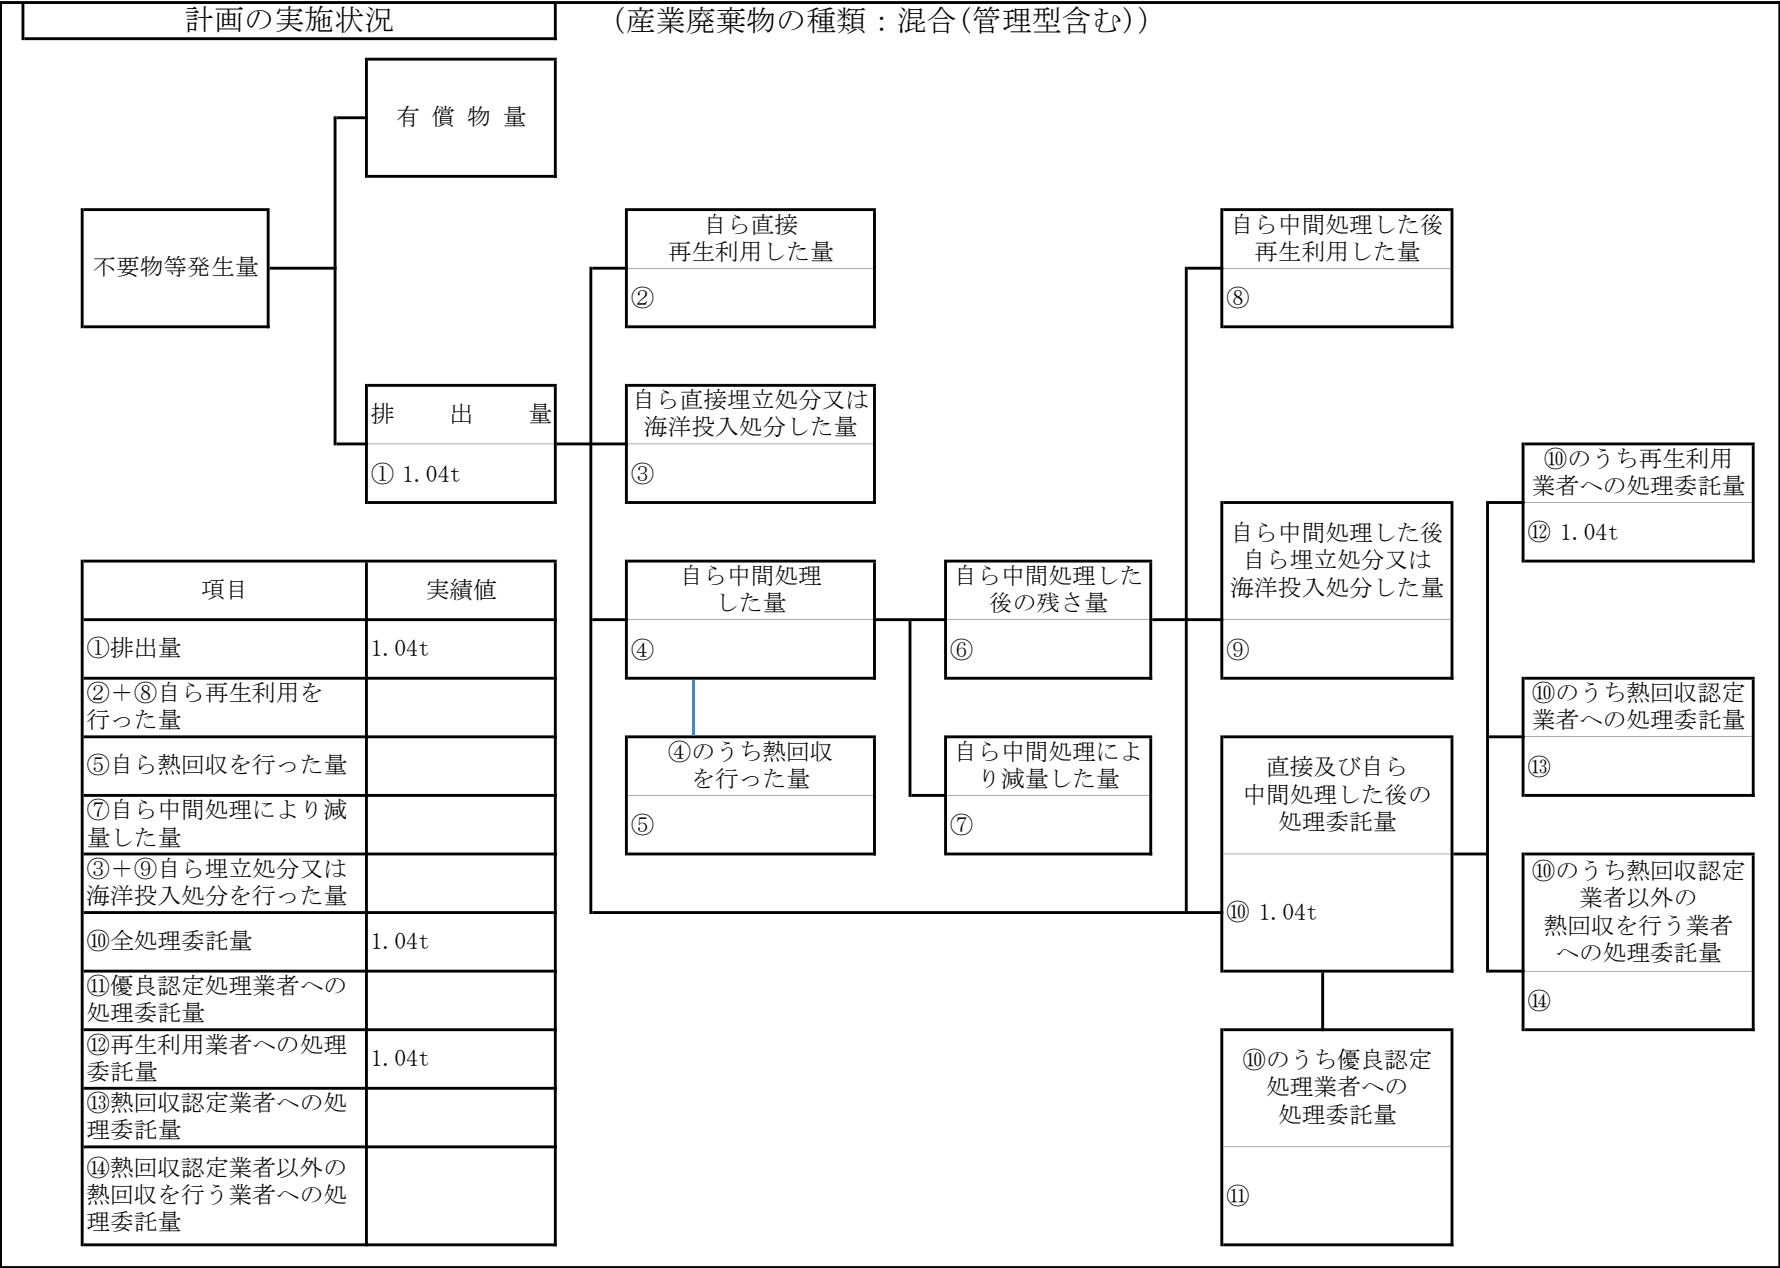 計画の実施状況
(産業廃棄物の種類：混合(管理型含む))
有償物量
不要物等発生量
自ら直接
再生利用した量
②
自ら中間処理した後
再生利用した量
⑧
排出量
① 1.04t
自ら直接埋立処分又は
海洋投入処分した量
③
⑩のうち再生利用
業者への処理委託量
⑫ 1.04t
自ら中間処理した後
自ら埋立処分又は
海洋投入処分した量
⑨
自ら中間処理
した量
④
自ら中間処理した
後の残さ量
⑥
④のうち熱回収
を行った量
⑤
自ら中間処理によ
り減量した量
⑦
直接及び自ら
中間処理した後の
処理委託量
⑩ 1.04t
⑩のうち熱回収認定
業者への処理委託量
⑬
⑩のうち熱回収認定
業者以外の
熱回収を行う業者
への処理委託量
⑭
⑩のうち優良認定
処理業者への
処理委託量
⑪
項目 実績値
①排出量 1.04t
②＋⑧自ら再生利用を
行った量
⑤自ら熱回収を行った量
⑦自ら中間処理により減
量した量
③＋⑨自ら埋立処分又は
海洋投入処分を行った量
⑩全処理委託量 1.04t
⑪優良認定処理業者への
処理委託量
⑫再生利用業者への処理
委託量 1.04t
⑬熱回収認定業者への処
理委託量
⑭熱回収認定業者以外の
熱回収を行う業者への処
理委託量